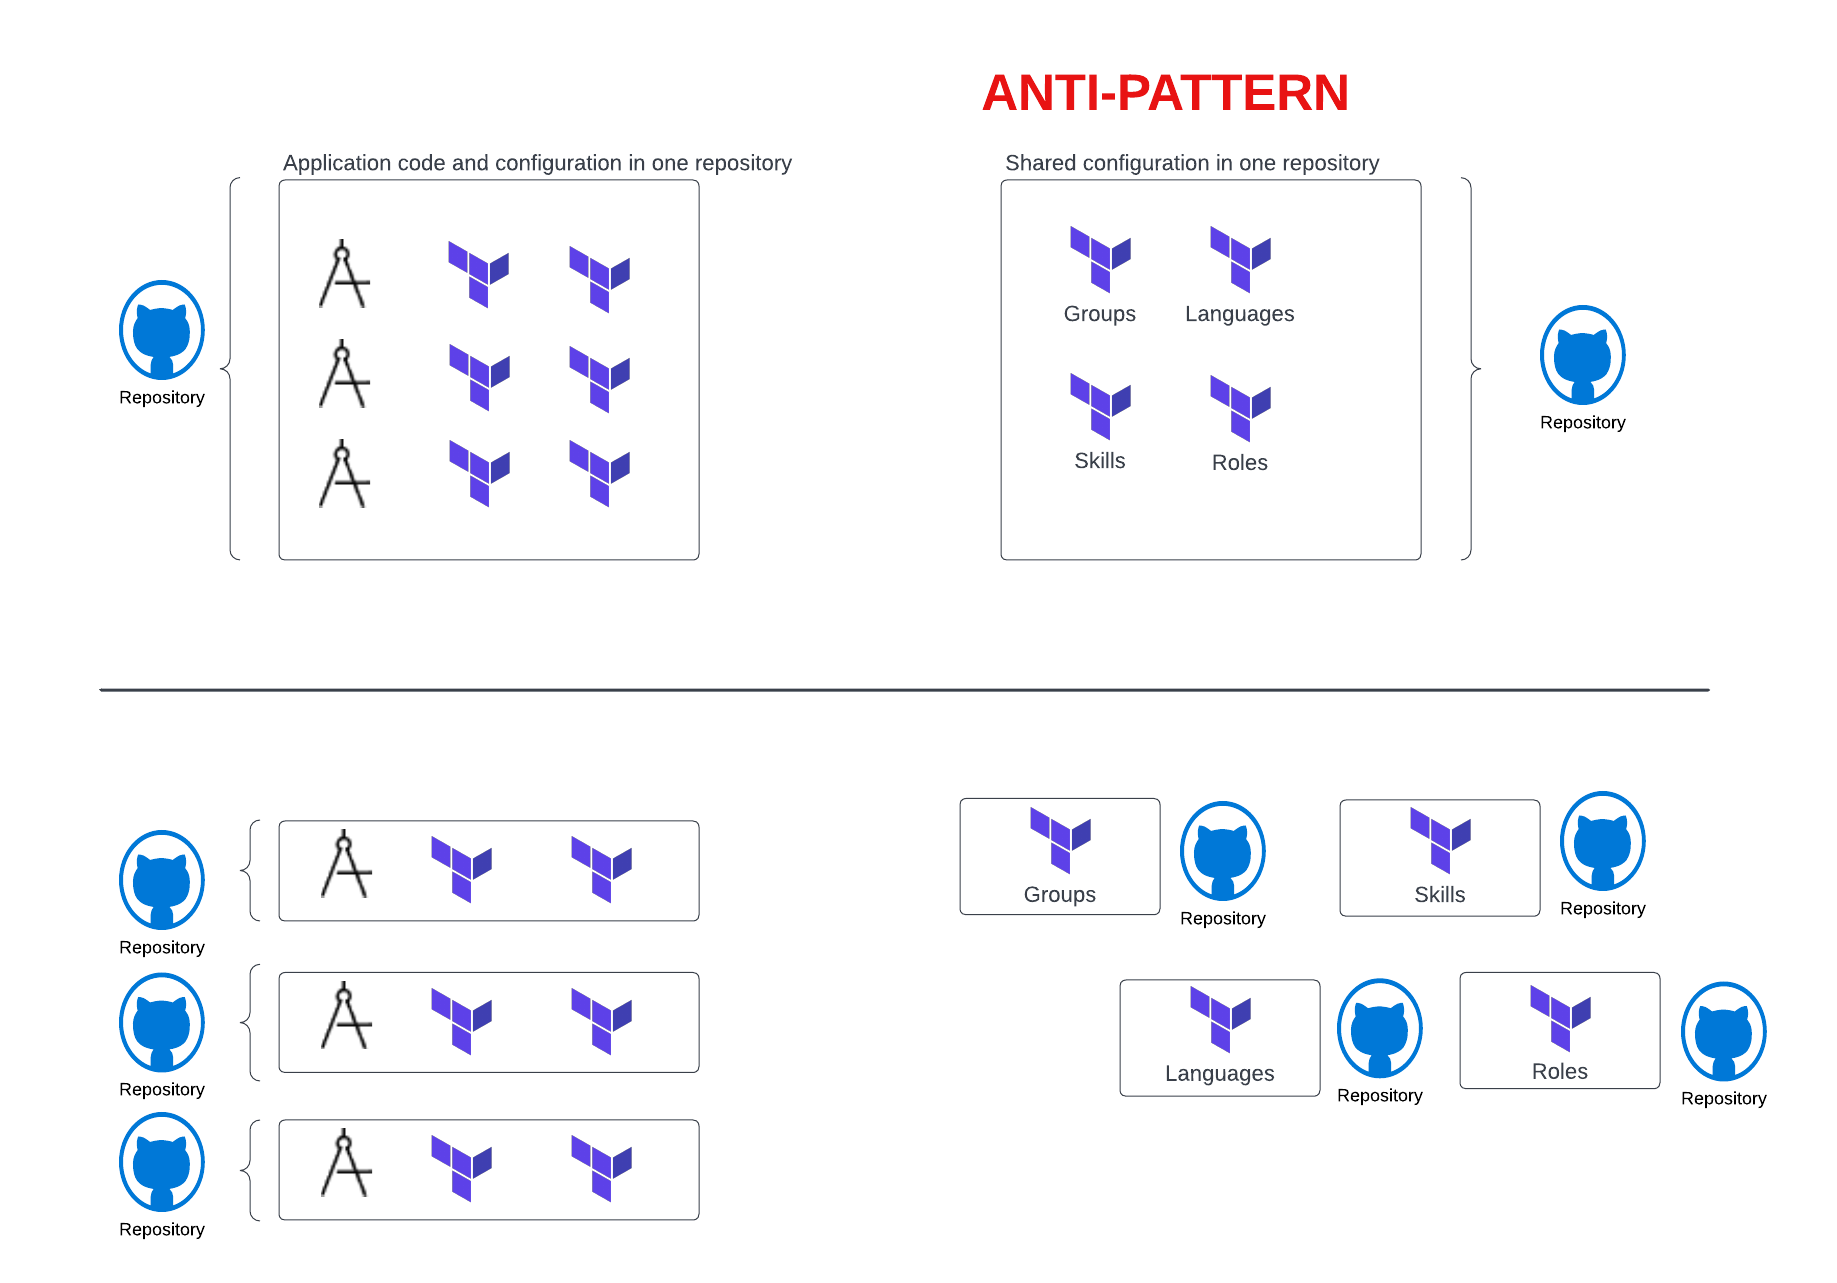 ANTI-PATTERN
Application code and configuration in one repository
Shared configuration in one repository
Repository
Groups
Languages
Skills
Roles
Repository
Repository
Repository
Repository
Groups
Repository
Skills
Repository
Languages
Repository
Roles
Repository